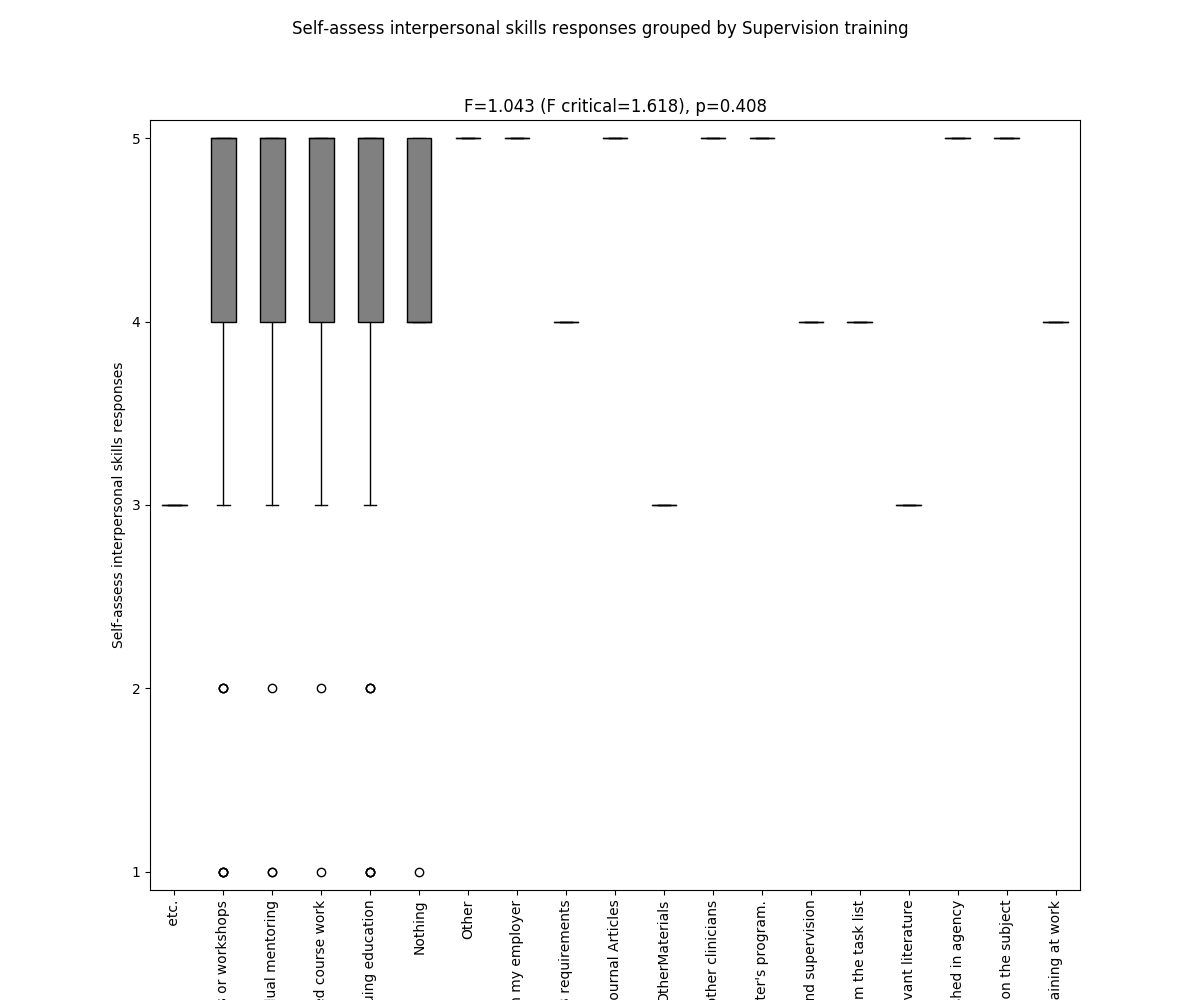 Self-assess interpersonal skills responses grouped by Supervision training
F=1.043 (F critical=1.618), p=0.408
Self-assess interpersonal skills responses
5
4
3
2
1
etc.
or workshops
ual mentoring
ed course work
uing education
Nothing
Other
my employer
requirements
ournal Articles
OtherMaterials
ther clinicians
ter's program.
nd supervision
m the task list
vant literature
shed in agency
on the subject
aining at work